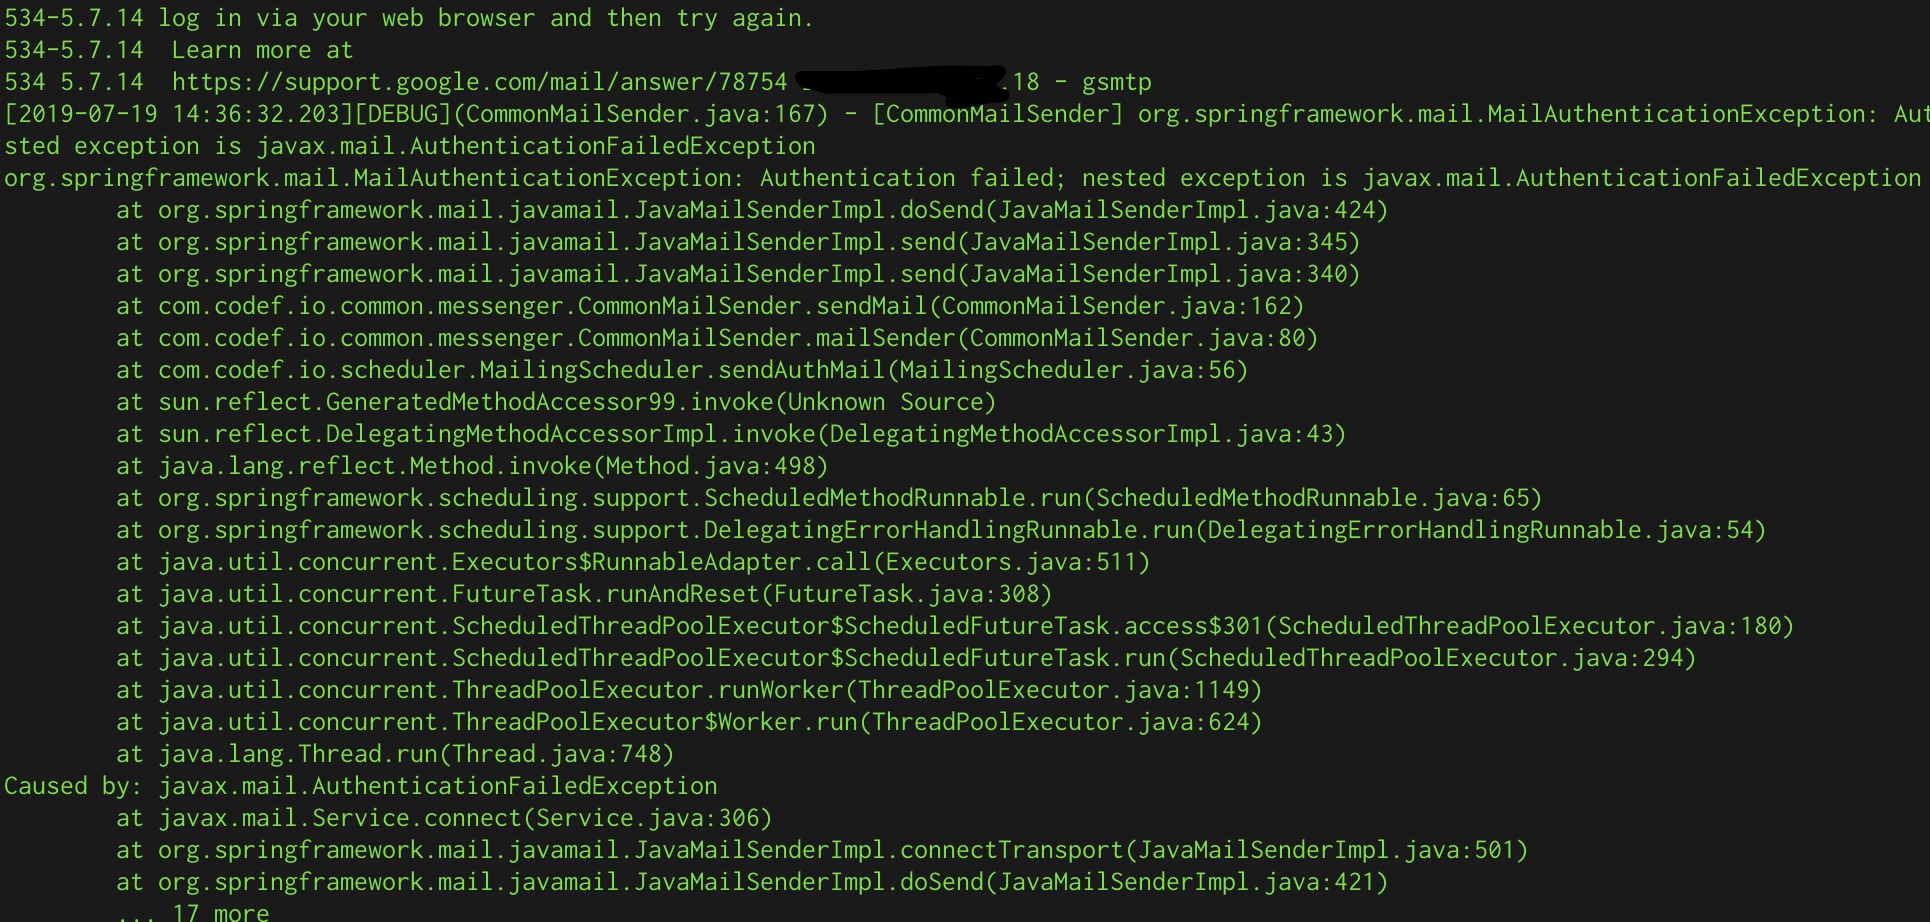 534-5.7.14 log in via your web browser and then try again.
534-5.7.14  Learn more at
534 5.7.14  https://support.google.com/mail/answer/78754 .18 - gsmtp
[2019-07-19 14:36:32.203][DEBUG](CommonMailSender.java:167) - [CommonMailSender] org.springframework.mail.MailAuthenticationException: Aut
sted exception is javax.mail.AuthenticationFailedException
org.springframework.mail.MailAuthenticationException: Authentication failed; nested exception is javax.mail.AuthenticationFailedException
        at org.springframework.mail.javamail.JavaMailSenderImpl.doSend(JavaMailSenderImpl.java:424)
        at org.springframework.mail.javamail.JavaMailSenderImpl.send(JavaMailSenderImpl.java:345)
        at org.springframework.mail.javamail.JavaMailSenderImpl.send(JavaMailSenderImpl.java:340)
        at com.codef.io.common.messenger.CommonMailSender.sendMail(CommonMailSender.java:162)
        at com.codef.io.common.messenger.CommonMailSender.mailSender(CommonMailSender.java:80)
        at com.codef.io.scheduler.MailingScheduler.sendAuthMail(MailingScheduler.java:56)
        at sun.reflect.GeneratedMethodAccessor99.invoke(Unknown Source)
        at sun.reflect.DelegatingMethodAccessorImpl.invoke(DelegatingMethodAccessorImpl.java:43)
        at java.lang.reflect.Method.invoke(Method.java:498)
        at org.springframework.scheduling.support.ScheduledMethodRunnable.run(ScheduledMethodRunnable.java:65)
        at org.springframework.scheduling.support.DelegatingErrorHandlingRunnable.run(DelegatingErrorHandlingRunnable.java:54)
        at java.util.concurrent.Executors$RunnableAdapter.call(Executors.java:511)
        at java.util.concurrent.FutureTask.runAndReset(FutureTask.java:308)
        at java.util.concurrent.ScheduledThreadPoolExecutor$ScheduledFutureTask.access$301(ScheduledThreadPoolExecutor.java:180)
        at java.util.concurrent.ScheduledThreadPoolExecutor$ScheduledFutureTask.run(ScheduledThreadPoolExecutor.java:294)
        at java.util.concurrent.ThreadPoolExecutor.runWorker(ThreadPoolExecutor.java:1149)
        at java.util.concurrent.ThreadPoolExecutor$Worker.run(ThreadPoolExecutor.java:624)
        at java.lang.Thread.run(Thread.java:748)
Caused by: javax.mail.AuthenticationFailedException
        at javax.mail.Service.connect(Service.java:306)
        at org.springframework.mail.javamail.JavaMailSenderImpl.connectTransport(JavaMailSenderImpl.java:501)
        at org.springframework.mail.javamail.JavaMailSenderImpl.doSend(JavaMailSenderImpl.java:421)
        ... 17 more